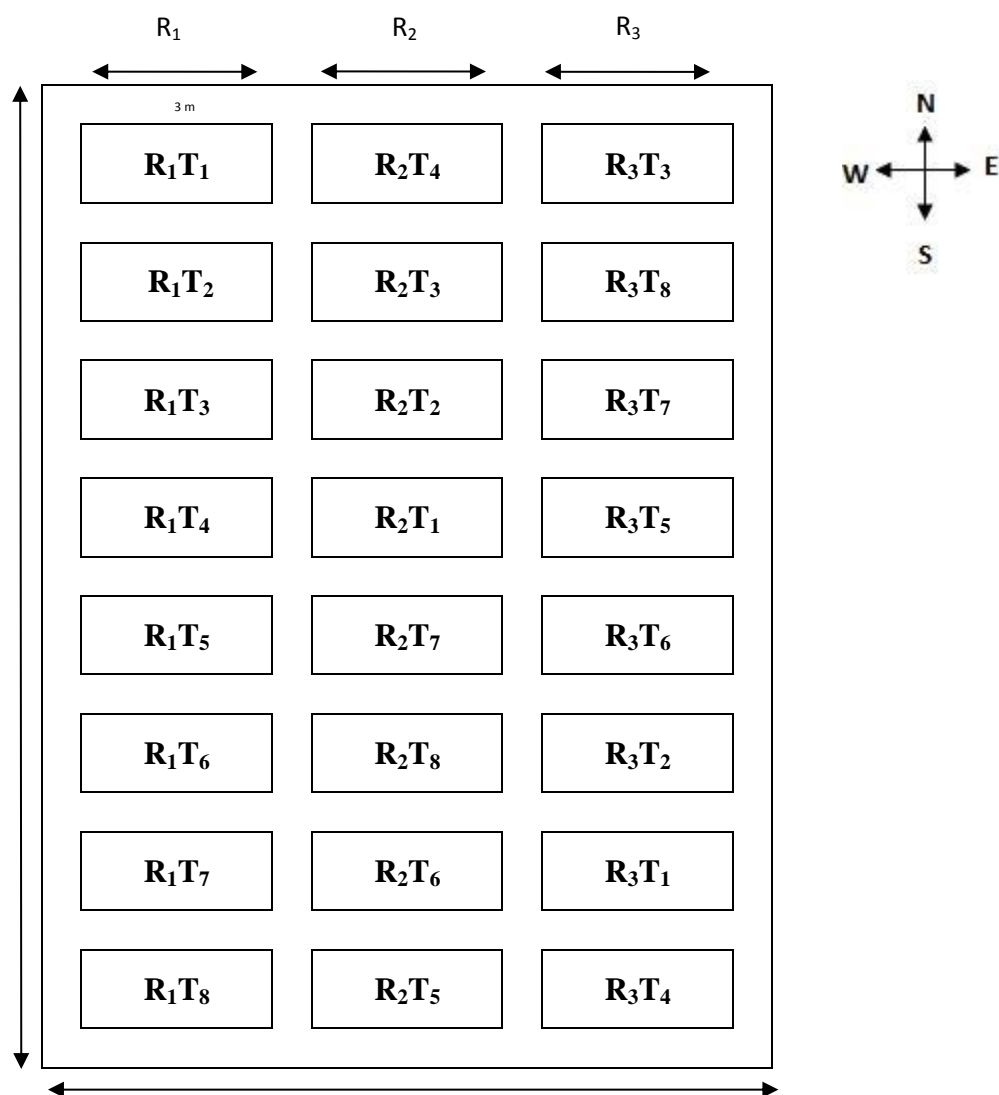 R₁ R₂ R₃
3 m
N
W E
S
R₁T₁ R₂T₄ R₃T₃
R₁T₂ R₂T₃ R₃T₈
R₁T₃ R₂T₂ R₃T₇
R₁T₄ R₂T₁ R₃T₅
R₁T₅ R₂T₇ R₃T₆
R₁T₆ R₂T₈ R₃T₂
R₁T₇ R₂T₆ R₃T₁
R₁T₈ R₂T₅ R₃T₄